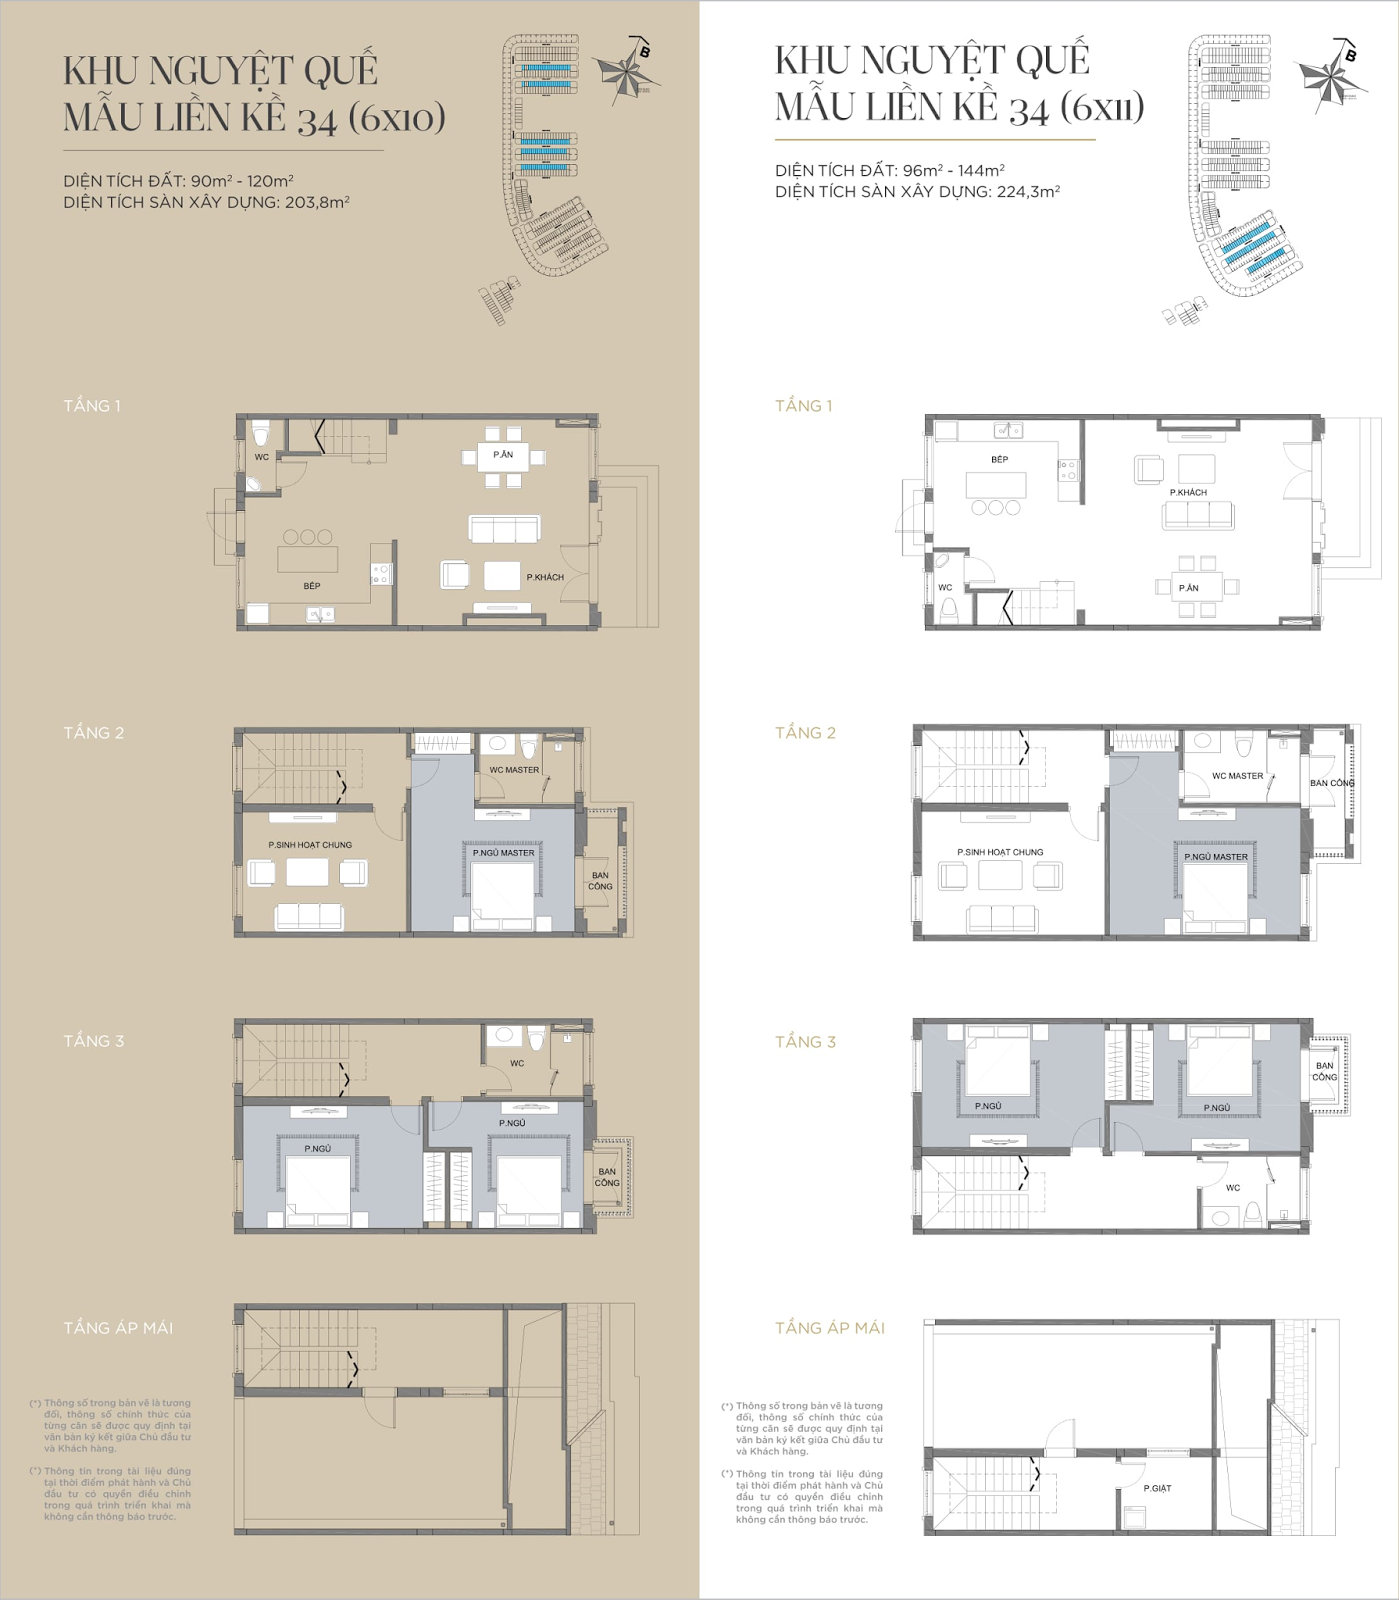 KHU NGUYỆT QUẾ
MẪU LIỀN KỀ 34 (6X10)
DIỆN TÍCH ĐẤT: 90m² - 120m²
DIỆN TÍCH SÀN XÂY DỰNG: 203,8m²
B
TẦNG 1
WC
P.ĂN
BẾP
P.KHÁCH
TẦNG 2
WC MASTER
P.SINH HOẠT CHUNG
P.NGỦ MASTER
BAN
CÔNG
TẦNG 3
WC
P.NGỦ
P.NGỦ
BAN
CÔNG
TẦNG ÁP MÁI
(*) Thông số trong bản vẽ là tương
đối, thông số chính thức của
từng căn sẽ được quy định tại
văn bản ký kết giữa Chủ đầu tư
và Khách hàng.
(*) Thông tin trong tài liệu đúng
tại thời điểm phát hành và Chủ
đầu tư có quyền điều chỉnh
trong quá trình triển khai mà
không cần thông báo trước.
KHU NGUYỆT QUẾ
MẪU LIỀN KỀ 34 (6X11)
DIỆN TÍCH ĐẤT: 96m² - 144m²
DIỆN TÍCH SÀN XÂY DỰNG: 224,3m²
B
TẦNG 1
BẾP
P.KHÁCH
WC
P.ĂN
TẦNG 2
WC MASTER
BAN CÔNG
P.SINH HOẠT CHUNG
P.NGỦ MASTER
TẦNG 3
BAN
CÔNG
P.NGỦ
P.NGỦ
WC
TẦNG ÁP MÁI
P.GIẶT
(*) Thông số trong bản vẽ là tương
đối, thông số chính thức của
từng căn sẽ được quy định tại
văn bản ký kết giữa Chủ đầu tư
và Khách hàng.
(*) Thông tin trong tài liệu đúng
tại thời điểm phát hành và Chủ
đầu tư có quyền điều chỉnh
trong quá trình triển khai mà
không cần thông báo trước.